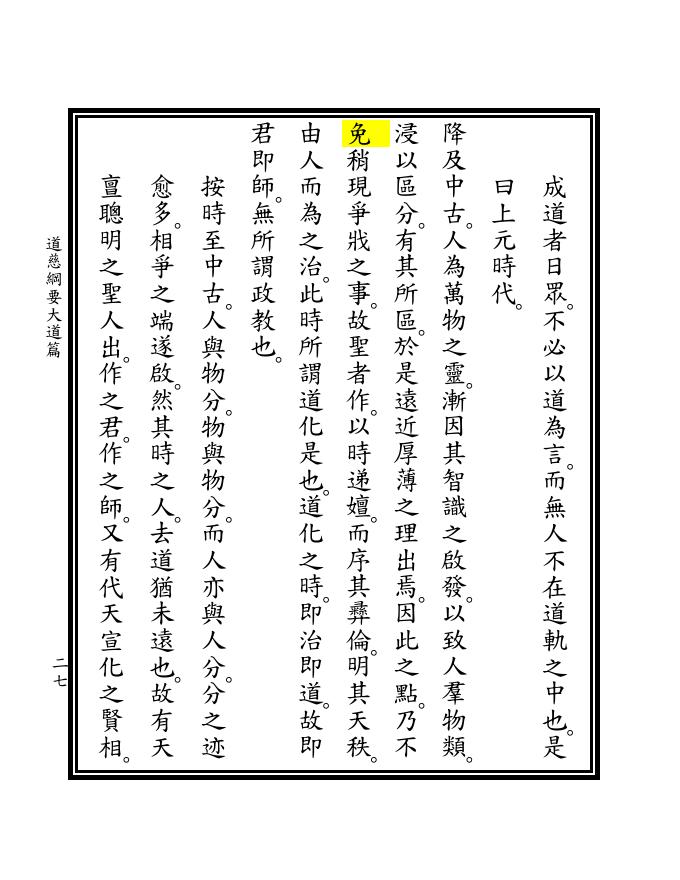 成道者日眾。不必以道為言。而無人不在道軌之中也。是
曰上元時代。
降及中古。人為萬物之靈。漸因其智識之啟發。以致人羣物類。
浸以區分。有其所區。於是遠近厚薄之理出焉。因此之點。乃不
免稍現爭戕之事。故聖者作。以時递嬗。而序其彝倫。明其天秩。
由人而為之治。此時所謂道化是也。道化之時。即治即道。故即
君即師。無所謂政教也。
按時至中古。人與物分。物與物分。而人亦與人分。分之迹
愈多。相爭之端遂啟。然其時之人。去道猶未遠也。故有天
亶聰明之聖人出。作之君。作之師。又有代天宣化之賢相。
道慈綱要大道篇
二七